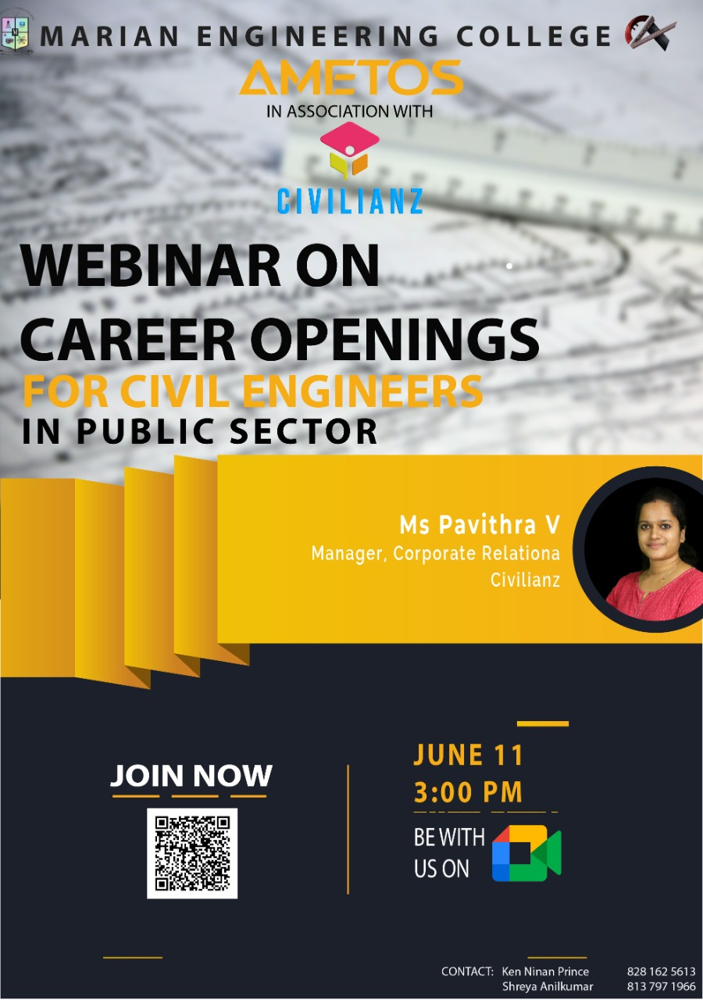 MARIAN ENGINEERING COLLEGE
AMETOS
IN ASSOCIATION WITH
CIVILIANZ
WEBINAR ON
CAREER OPENINGS
FOR CIVIL ENGINEERS
IN PUBLIC SECTOR
Ms Pavithra V
Manager, Corporate Relationa
Civilianz
JOIN NOW
JUNE 11
3:00 PM
BE WITH
US ON
CONTACT: Ken Ninan Prince 828 162 5613
Shreya Anilkumar 813 797 1966